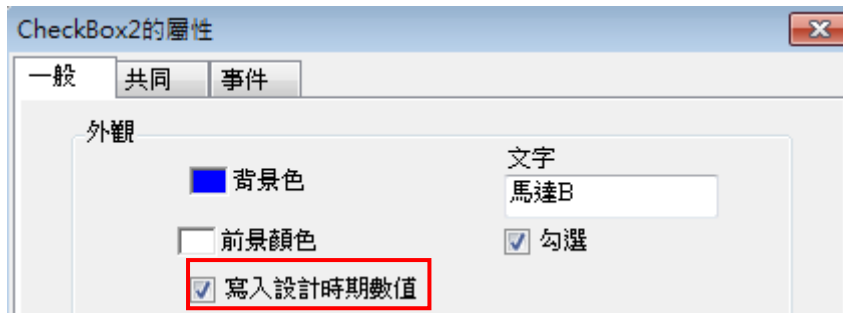 CheckBox2的屬性
一般 共同 事件
外觀
背景色
文字
馬達B
前景顏色
勾選
寫入設計時期數值